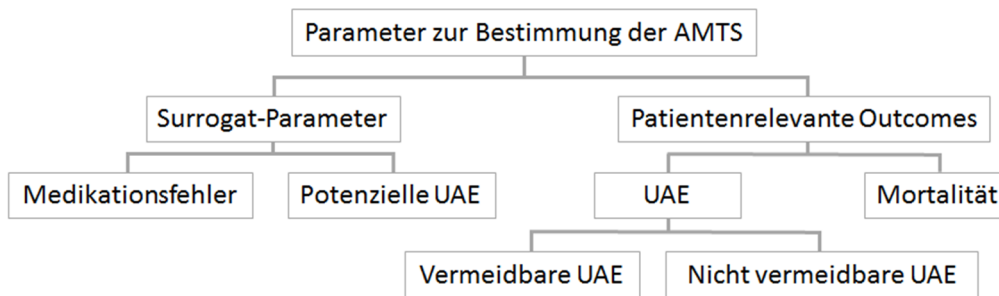 Parameter zur Bestimmung der AMTS
Surrogat-Parameter
Patientenrelevante Outcomes
Medikationsfehler
Potenzielle UAE
UAE
Mortalität
Vermeidbare UAE
Nicht vermeidbare UAE